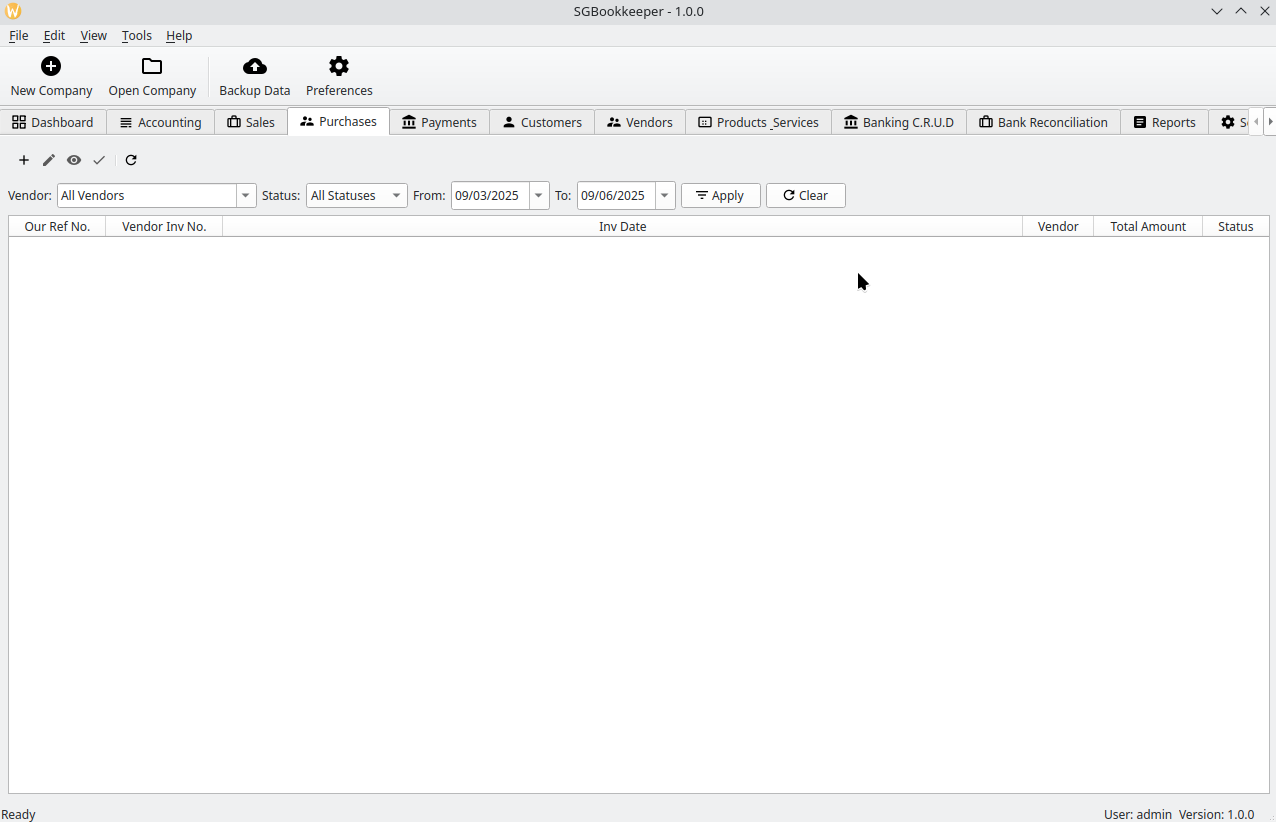 SGBookkeeper - 1.0.0
File Edit View Tools Help
New Company Open Company Backup Data Preferences
Dashboard Accounting Sales Purchases Payments Customers Vendors Products _Services Banking C.R.U.D Bank Reconciliation Reports
Vendor: All Vendors Status: All Statuses From: 09/03/2025 To: 09/06/2025 Apply Clear
Our Ref No. Vendor Inv No. Inv Date Vendor Total Amount Status
Ready User: admin Version: 1.0.0